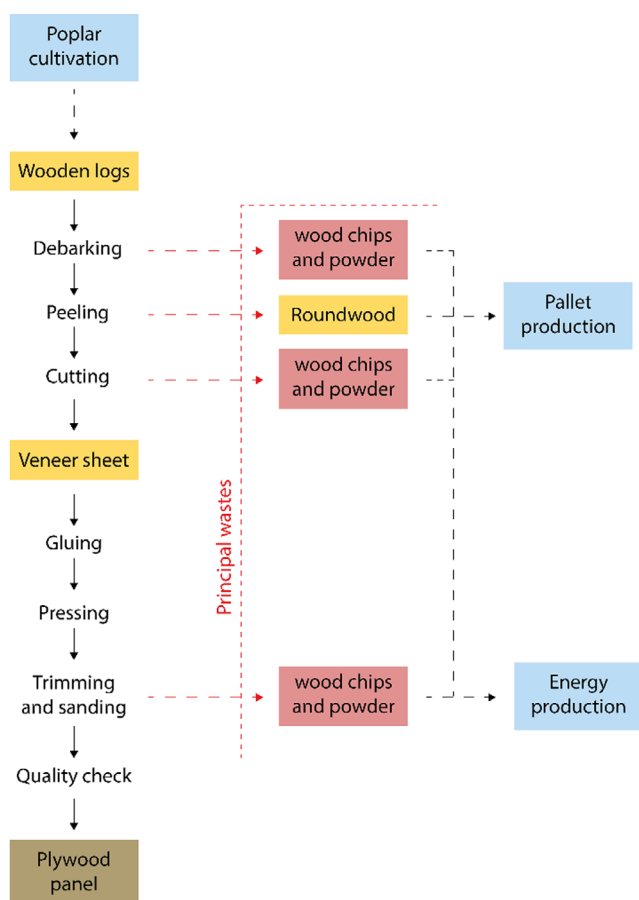 Poplar
cultivation
Wooden logs
Debarking
wood chips
and powder
Peeling
Roundwood
Pallet
production
Cutting
wood chips
and powder
Veneer sheet
Principal wastes
Gluing
Pressing
Trimming
and sanding
wood chips
and powder
Energy
production
Quality check
Plywood
panel